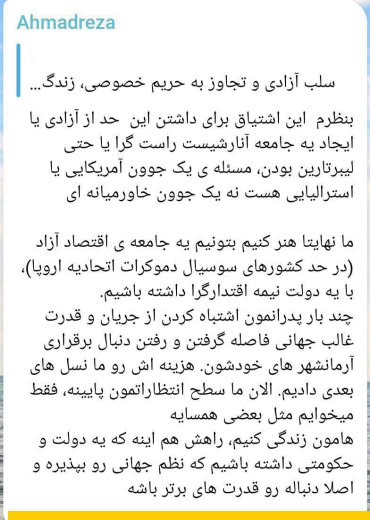 Ahmadreza
سلب آزادی و تجاوز به حریم خصوصی، زندگ...
بنظرم این اشتیاق برای داشتن این حد از آزادی یا
ایجاد یه جامعه آنارشیست راست گرا یا حتی
لیبرتارین بودن، مسئله ی یک جوون آمریکایی یا
استرالیایی هست نه یک جوون خاورمیانه ای
ما نهایتا هنر کنیم بتونیم یه جامعه ی اقتصاد آزاد
(در حد کشورهای سوسیال دموکرات اتحادیه اروپا)،
با یه دولت نیمه اقتدارگرا داشته باشیم.
چند بار پدرانمون اشتباه کردن از جریان و قدرت
غالب جهانی فاصله گرفتن و رفتن دنبال برقراری
آرمانشهر های خودشون. هزینه اش رو ما نسل های
بعدی دادیم. الان ما سطح انتظاراتمون پایینه، فقط
میخوایم مثل بعضی همسایه
هامون زندگی کنیم، راهش هم اینه که یه دولت و
حکومتی داشته باشیم که نظم جهانی رو بپذیره و
اصلا دنباله رو قدرت های برتر باشه